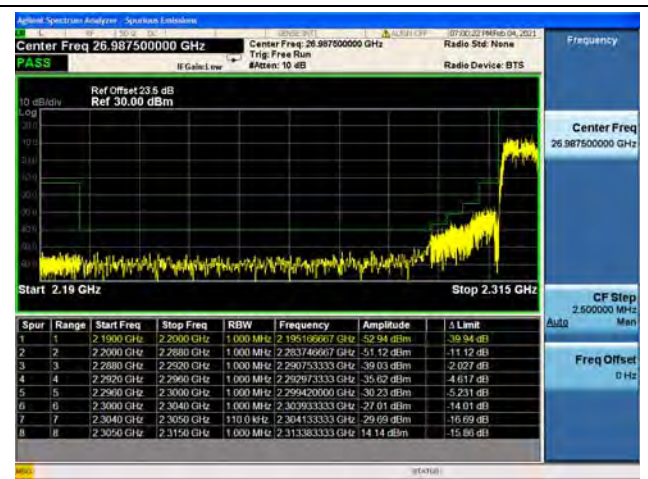 Agilent Spectrum Analyzer - Spurious Emissions
Center Freq 26.987500000 GHz
PASS
IFGain:Low
Center Freq: 26.987500000 GHz
Trig: Free Run
#Atten: 10 dB
ALIGN OFF
07:00:22 PM Feb 04, 2021
Radio Std: None
Radio Device: BTS
Frequency
Ref Offset 23.5 dB
10 dB/div Ref 30.00 dBm
Log
Center Freq
26.987500000 GHz
Start 2.19 GHz
Stop 2.315 GHz
CF Step
2.500000 MHz
Auto Man
Freq Offset
0 Hz
Spur Range Start Freq Stop Freq RBW Frequency Amplitude Δ Limit
1 1 2.1900 GHz 2.2000 GHz 1.000 MHz 2.195166667 GHz -52.94 dBm -39.94 dB
2 2 2.2000 GHz 2.2880 GHz 1.000 MHz 2.283746667 GHz -51.12 dBm -11.12 dB
3 3 2.2880 GHz 2.2920 GHz 1.000 MHz 2.290753333 GHz -39.03 dBm -2.027 dB
4 4 2.2920 GHz 2.2960 GHz 1.000 MHz 2.292973333 GHz -35.62 dBm -4.617 dB
5 5 2.2960 GHz 2.3000 GHz 1.000 MHz 2.299420000 GHz -30.23 dBm -5.231 dB
6 6 2.3000 GHz 2.3040 GHz 1.000 MHz 2.303933333 GHz -27.01 dBm -14.01 dB
7 7 2.3040 GHz 2.3050 GHz 110.0 kHz 2.304133333 GHz -29.69 dBm -16.69 dB
8 8 2.3050 GHz 2.3150 GHz 1.000 MHz 2.313383333 GHz 14.14 dBm -15.86 dB
MSG
STATUS